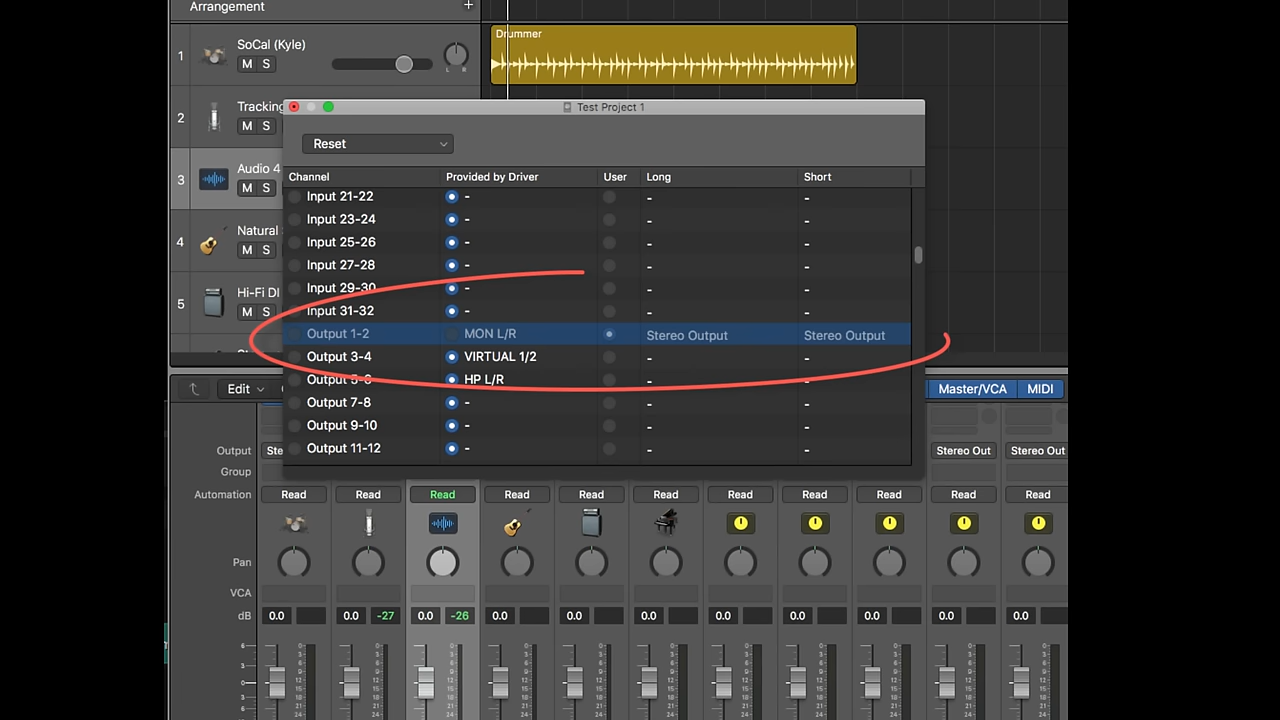 Arrangement +
1 SoCal (Kyle) Drummer
M S
L R
Test Project 1
2 Tracking
M S
Reset
Channel Provided by Driver User Long Short
3 Audio 4
M S
Input 21-22 - - -
Input 23-24 - - -
4 Natural
M S
Input 25-26 - - -
Input 27-28 - - -
5 Hi-Fi DI
M S
Input 29-30 - - -
Input 31-32 - - -
Output 1-2 MON L/R Stereo Output Stereo Output
Output 3-4 VIRTUAL 1/2 - -
Output 5-6 HP L/R - -
Edit Master/VCA MIDI
Output 7-8 - - -
Output 9-10 - - -
Output 11-12 - - -
Output Ste Stereo Out Stereo Out
Group
Automation Read Read Read Read Read Read Read Read Read Read Read
Pan
VCA
dB 0.0 0.0 -27 0.0 -26 0.0 0.0 0.0 0.0 0.0 0.0 0.0 0.0